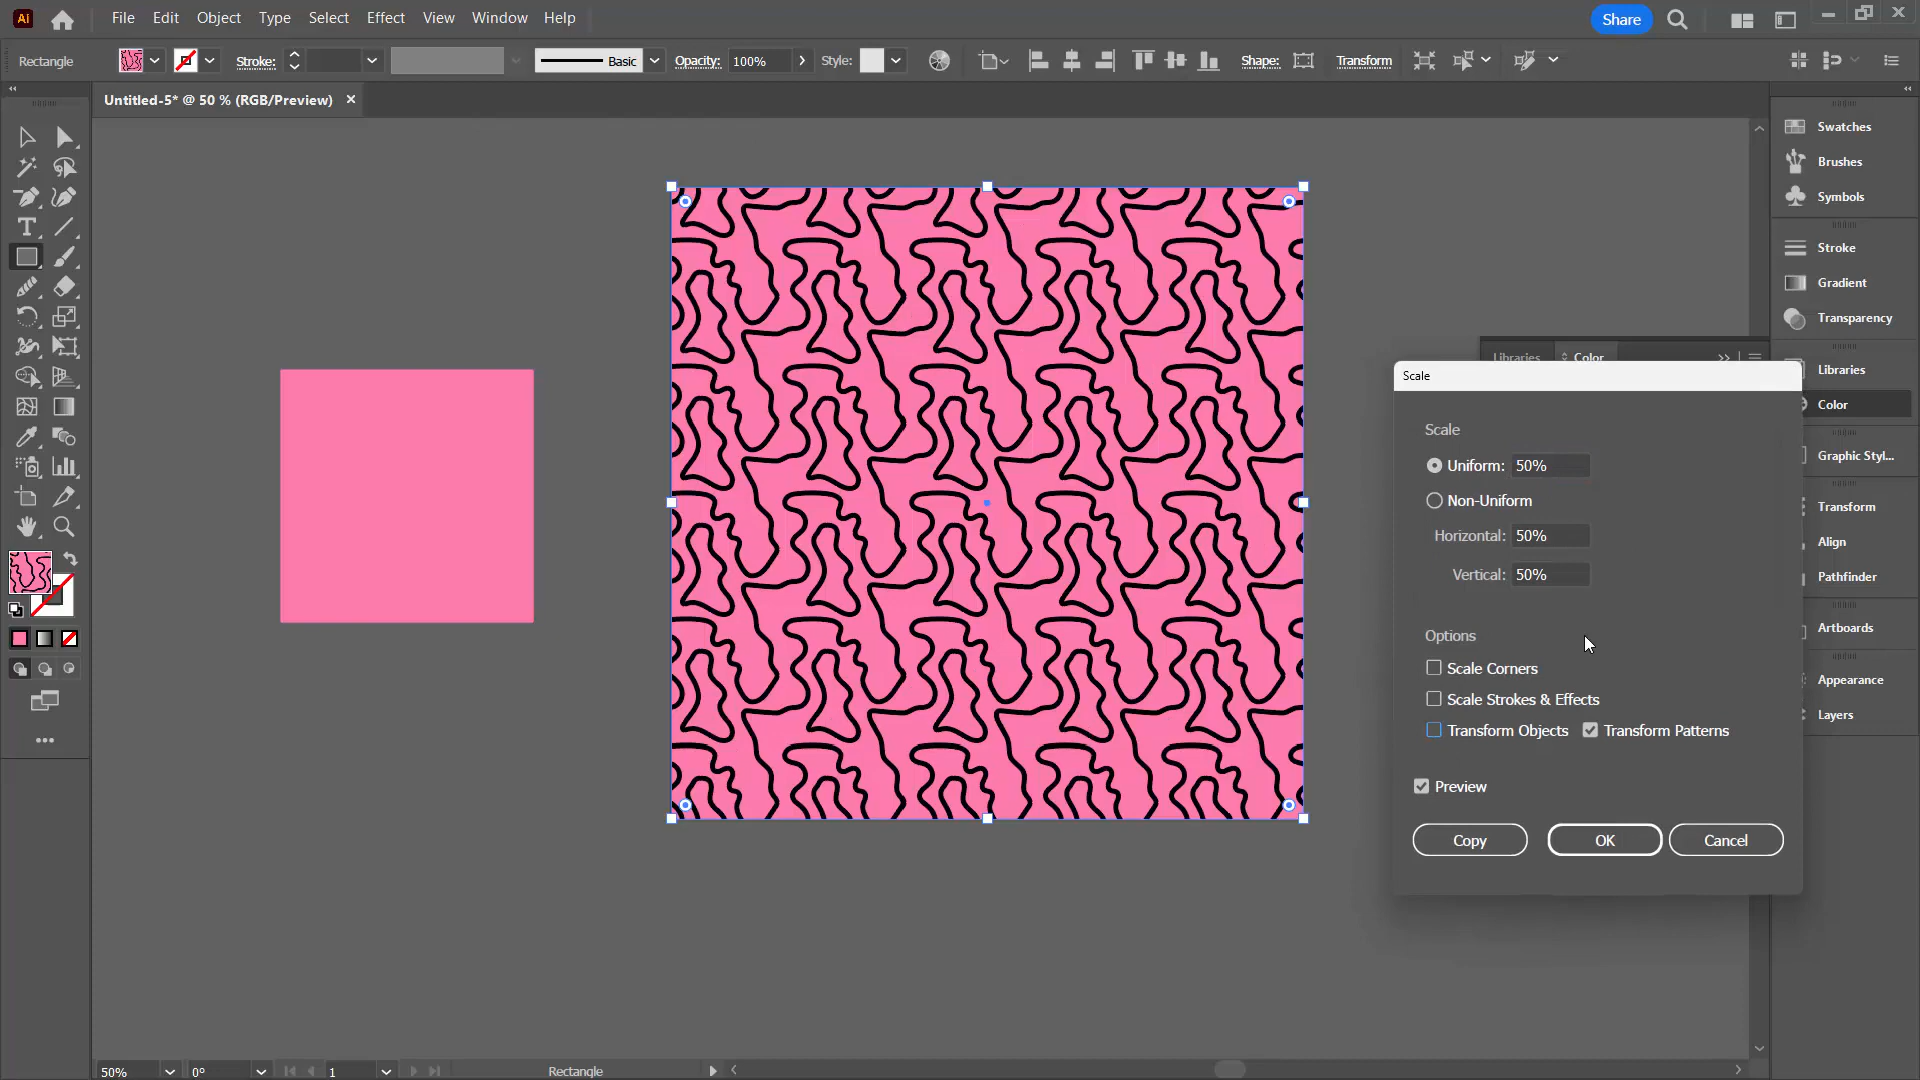 Ai File Edit Object Type Select Effect View Window Help Share
Rectangle Stroke: Basic Opacity: 100% Style: Shape: Transform
Untitled-5* @ 50 % (RGB/Preview)
Swatches
Brushes
Symbols
Stroke
Gradient
Transparency
Libraries Color
Libraries
Color
Graphic Styl...
Transform
Align
Pathfinder
Artboards
Appearance
Layers
Scale
Scale
Uniform: 50%
Non-Uniform
Horizontal: 50%
Vertical: 50%
Options
Scale Corners
Scale Strokes & Effects
Transform Objects Transform Patterns
Preview
Copy OK Cancel
50% 0° 1 Rectangle